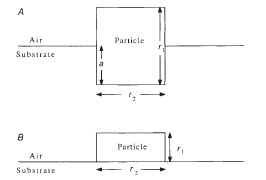 A
Particle
r₁
Air
Substrate
a
r₂
B
Particle
r₁
Air
Substrate
r₂